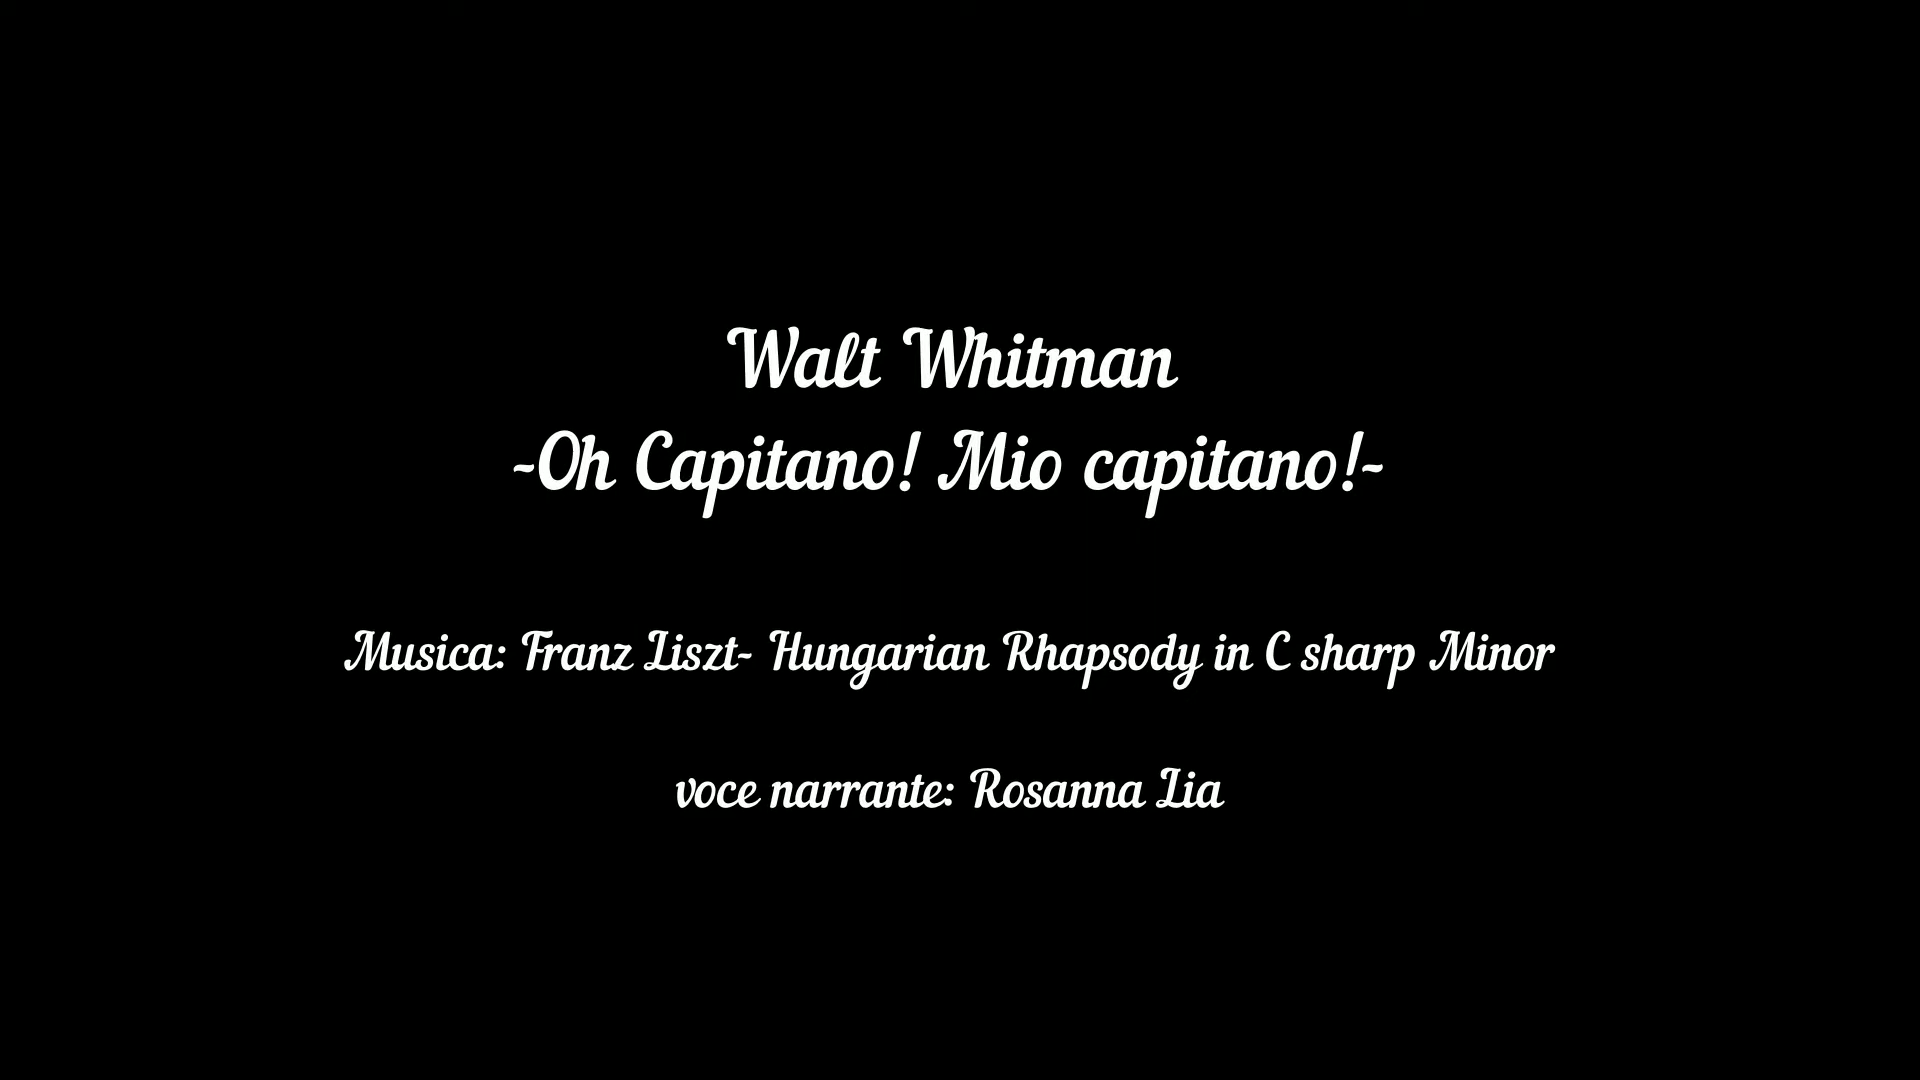 Walt Whitman
~Oh Capitano! Mio capitano!~
Musica: Franz Liszt- Hungarian Rhapsody in C sharp Minor
voce narrante: Rosanna Lia